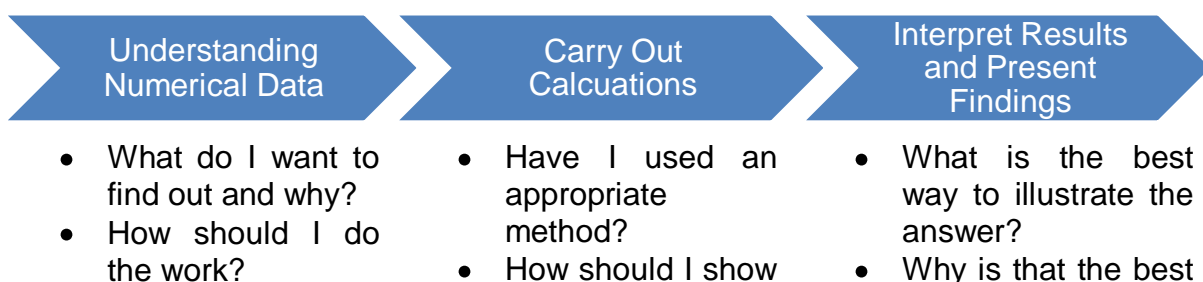 Understanding
Numerical Data
Carry Out
Calcuations
Interpret Results
and Present
Findings
• What do I want to
find out and why?
• How should I do
the work?
• Have I used an
appropriate
method?
• How should I show
• What is the best
way to illustrate the
answer?
• Why is that the best